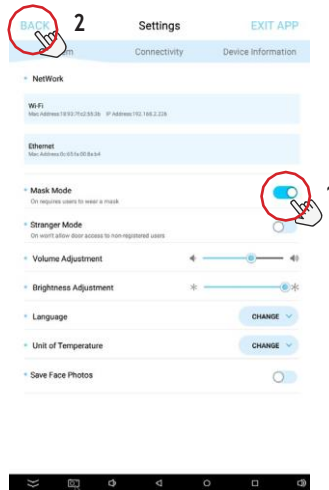 BACK 2 Settings EXIT APP
Connectivity Device Information
NetWork
Wi-Fi
Ethernet
Mask Mode
On requires users to wear a mask
Stranger Mode
On won't allow door access to non-registered users
Volume Adjustment
Brightness Adjustment
Language CHANGE
Unit of Temperature CHANGE
Save Face Photos